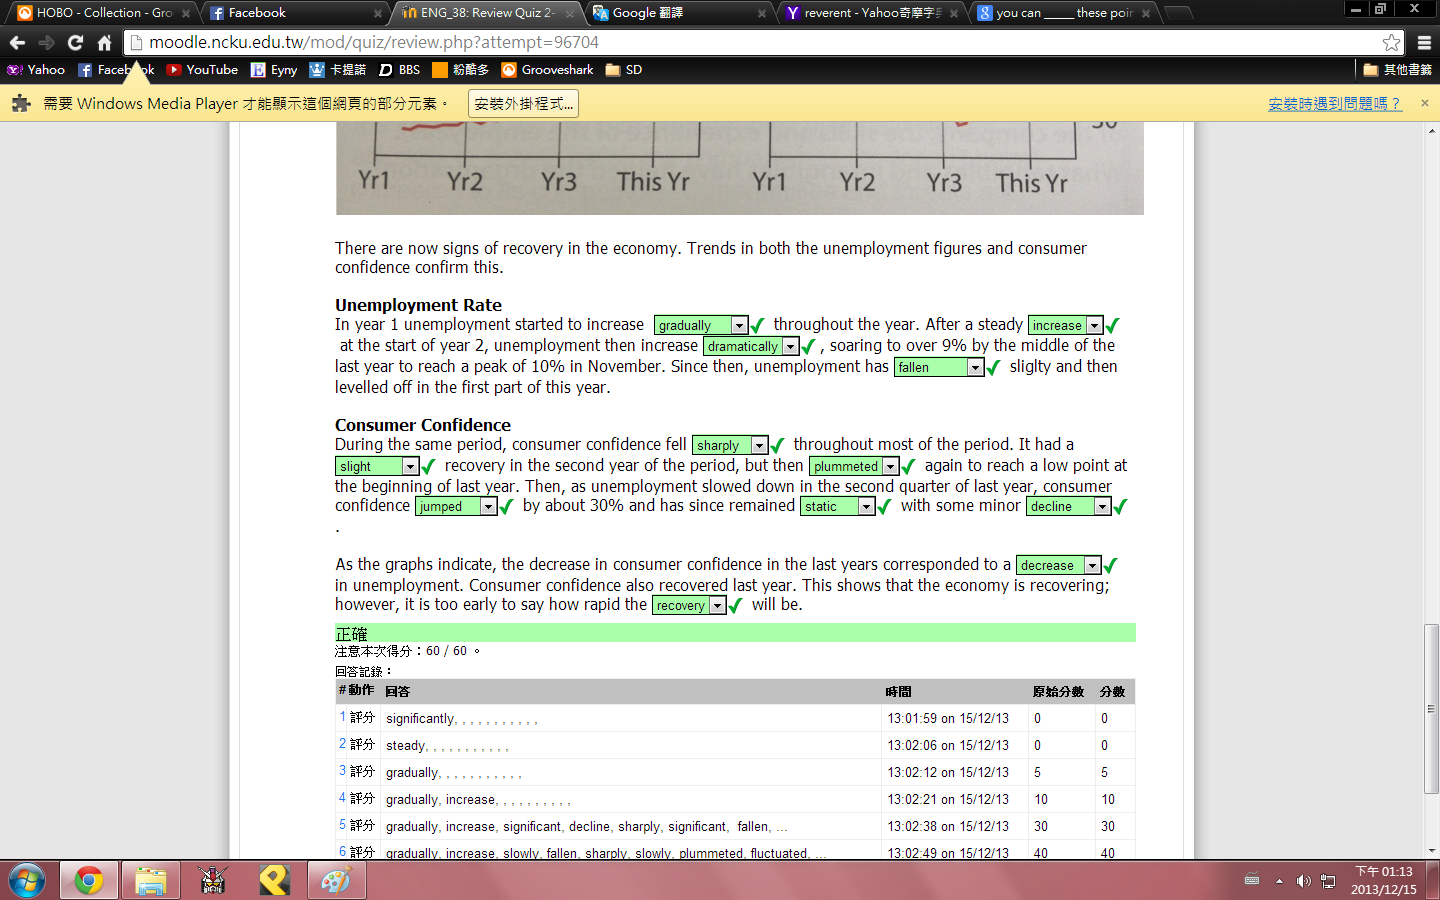 HOBO - Collection - Gro
Facebook
ENG_38: Review Quiz 2-
Google 翻譯
reverent - Yahoo奇摩字典
you can _____ these poin
moodle.ncku.edu.tw/mod/quiz/review.php?attempt=96704
Yahoo Facebook YouTube Eyny 卡提諾 BBS 粉酷多 Grooveshark SD 其他書籤
需要 Windows Media Player 才能顯示這個網頁的部分元素。 安裝外掛程式... 安裝時遇到問題嗎？
30
Yr1 Yr2 Yr3 This Yr Yr1 Yr2 Yr3 This Yr
There are now signs of recovery in the economy. Trends in both the unemployment figures and consumer
confidence confirm this.
Unemployment Rate
In year 1 unemployment started to increase gradually throughout the year. After a steady increase
at the start of year 2, unemployment then increase dramatically , soaring to over 9% by the middle of the
last year to reach a peak of 10% in November. Since then, unemployment has fallen sliglty and then
levelled off in the first part of this year.
Consumer Confidence
During the same period, consumer confidence fell sharply throughout most of the period. It had a
slight recovery in the second year of the period, but then plummeted again to reach a low point at
the beginning of last year. Then, as unemployment slowed down in the second quarter of last year, consumer
confidence jumped by about 30% and has since remained static with some minor decline
.
As the graphs indicate, the decrease in consumer confidence in the last years corresponded to a decrease
in unemployment. Consumer confidence also recovered last year. This shows that the economy is recovering;
however, it is too early to say how rapid the recovery will be.
正確
注意本次得分：60 / 60 。
回答記錄：
# 動作 回答 時間 原始分數 分數
1 評分 significantly, , , , , , , , , , , 13:01:59 on 15/12/13 0 0
2 評分 steady, , , , , , , , , , , 13:02:06 on 15/12/13 0 0
3 評分 gradually, , , , , , , , , , , 13:02:12 on 15/12/13 5 5
4 評分 gradually, increase, , , , , , , , , , 13:02:21 on 15/12/13 10 10
5 評分 gradually, increase, significant, decline, sharply, significant, fallen, ... 13:02:38 on 15/12/13 30 30
6 評分 gradually, increase, slowly, fallen, sharply, slowly, plummeted, fluctuated, ... 13:02:49 on 15/12/13 40 40
下午 01:13
2013/12/15